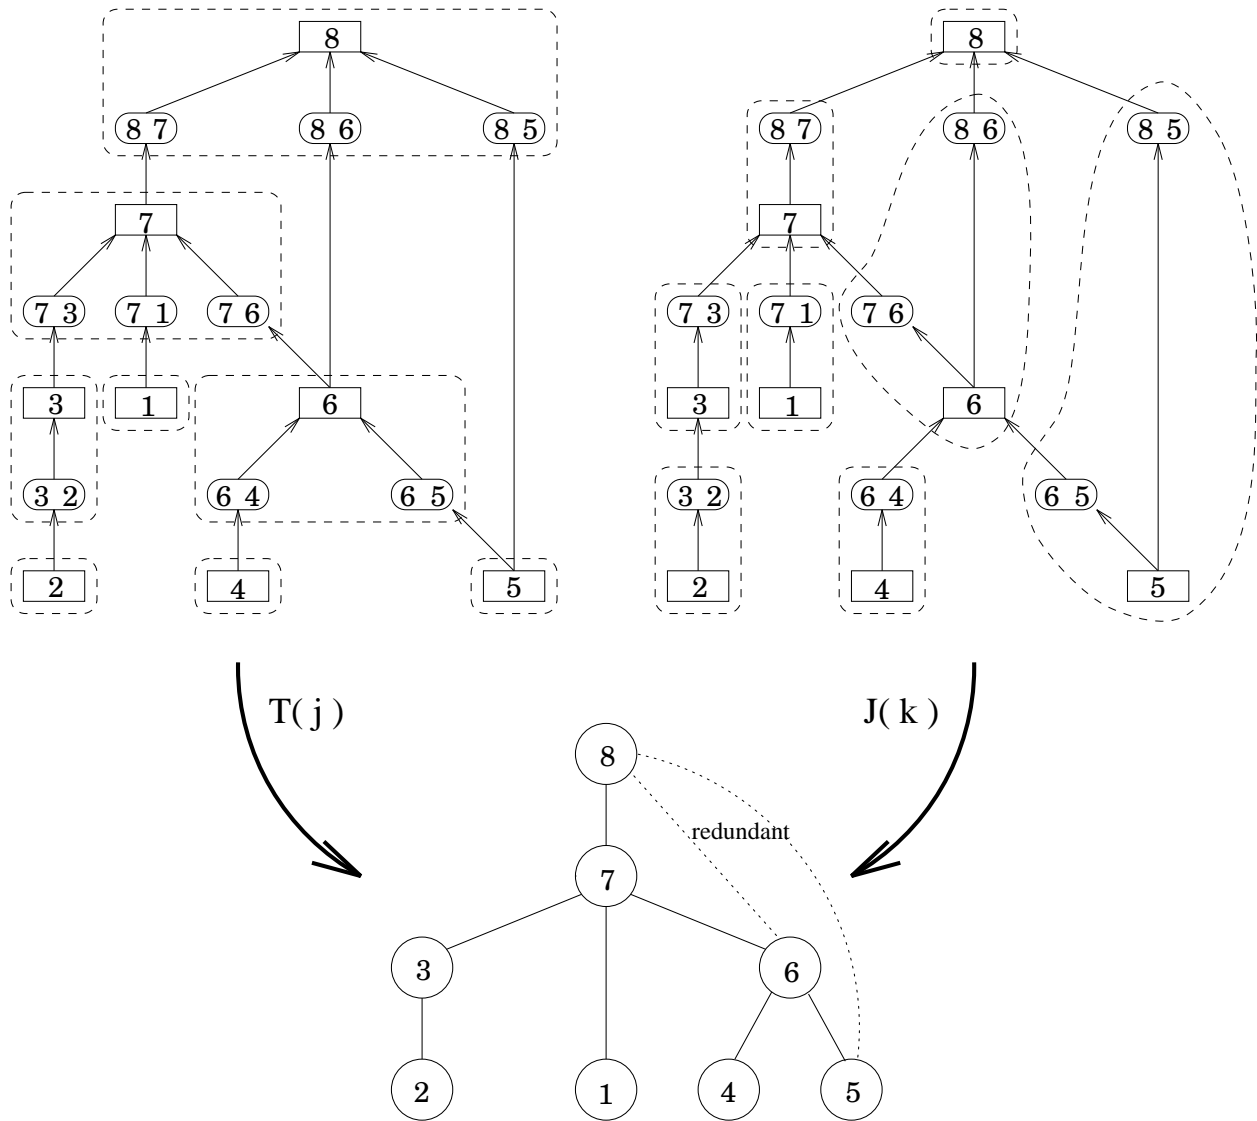 8 8
8 7 8 6 8 5 8 7 8 6 8 5
7 7
7 3 7 1 7 6 7 3 7 1 7 6
3 1 6 3 1 6
3 2 6 4 6 5 3 2 6 4 6 5
2 4 5 2 4 5
T( j ) J( k )
8
redundant
7
3 6
2 1 4 5